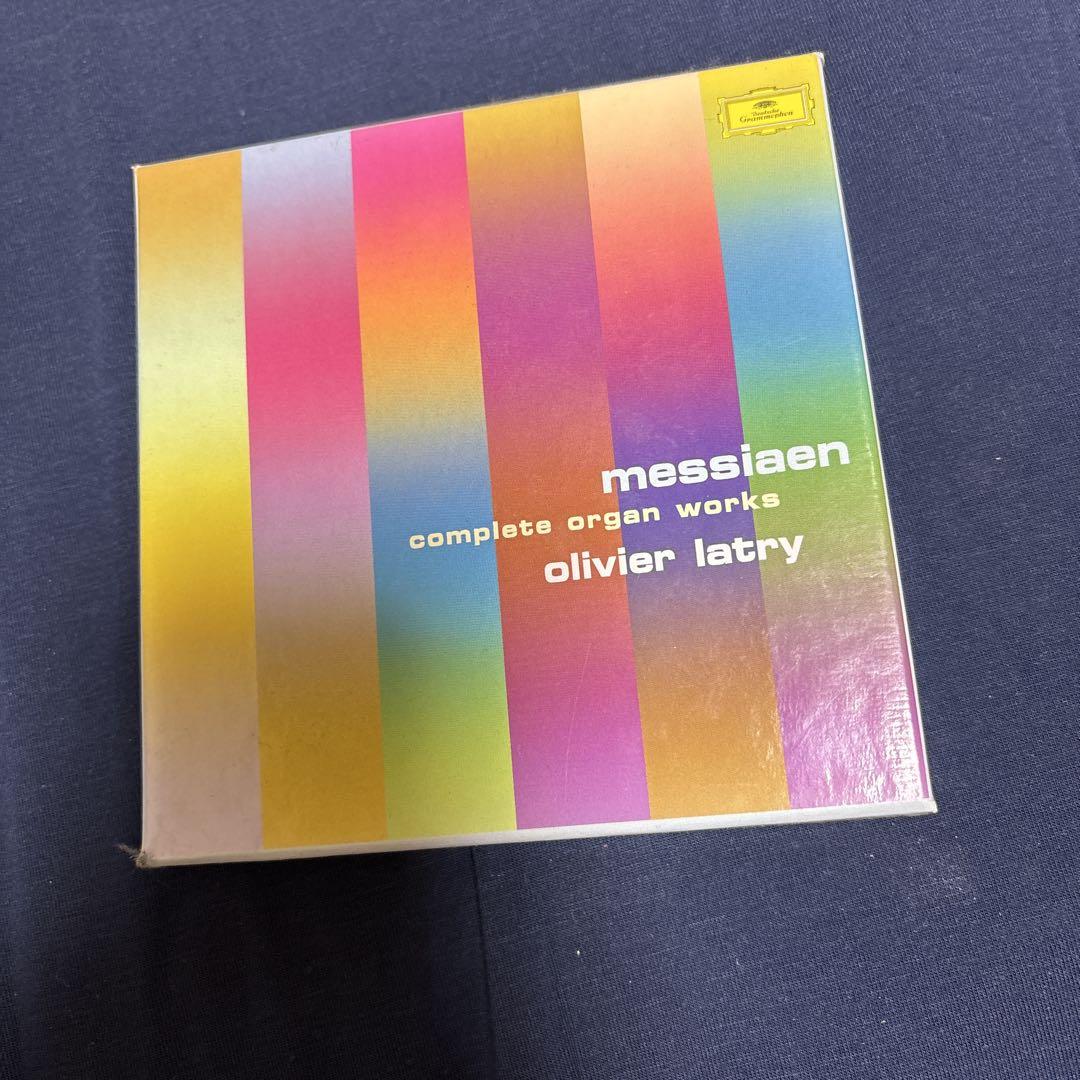 Deutsche
Grammophon
messiaen
complete organ works
olivier latry